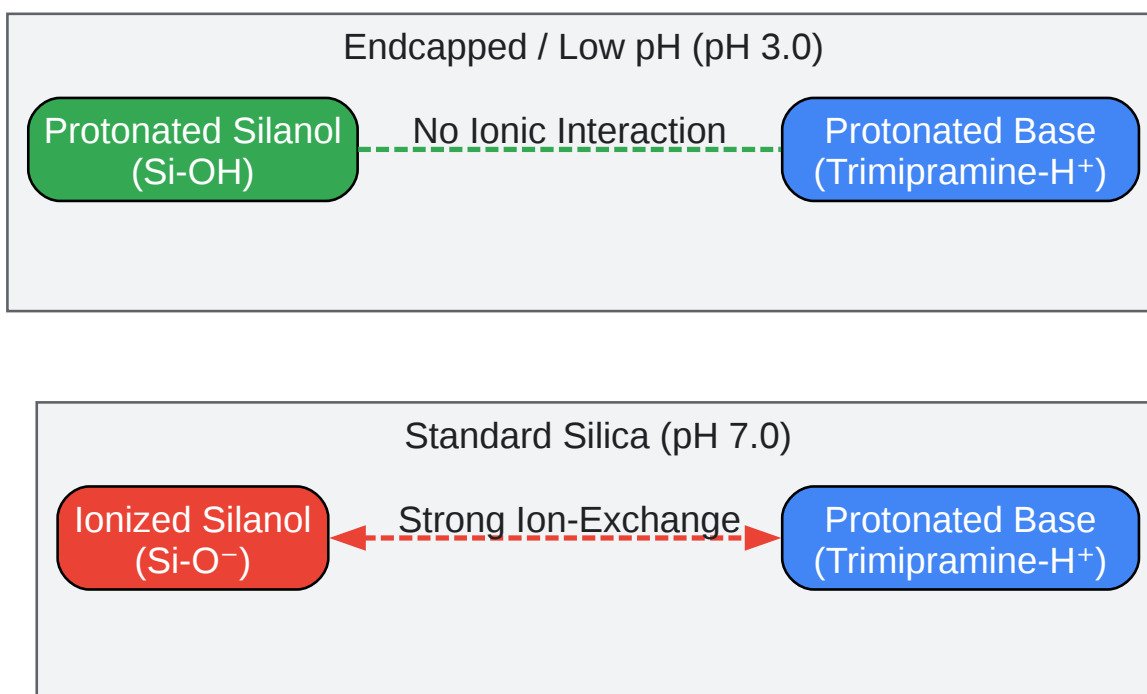 Endcapped / Low pH (pH 3.0)
Protonated Silanol
(Si-OH)
No Ionic Interaction
Protonated Base
(Trimipramine-H⁺)
Standard Silica (pH 7.0)
Ionized Silanol
(Si-O⁻)
Strong Ion-Exchange
Protonated Base
(Trimipramine-H⁺)